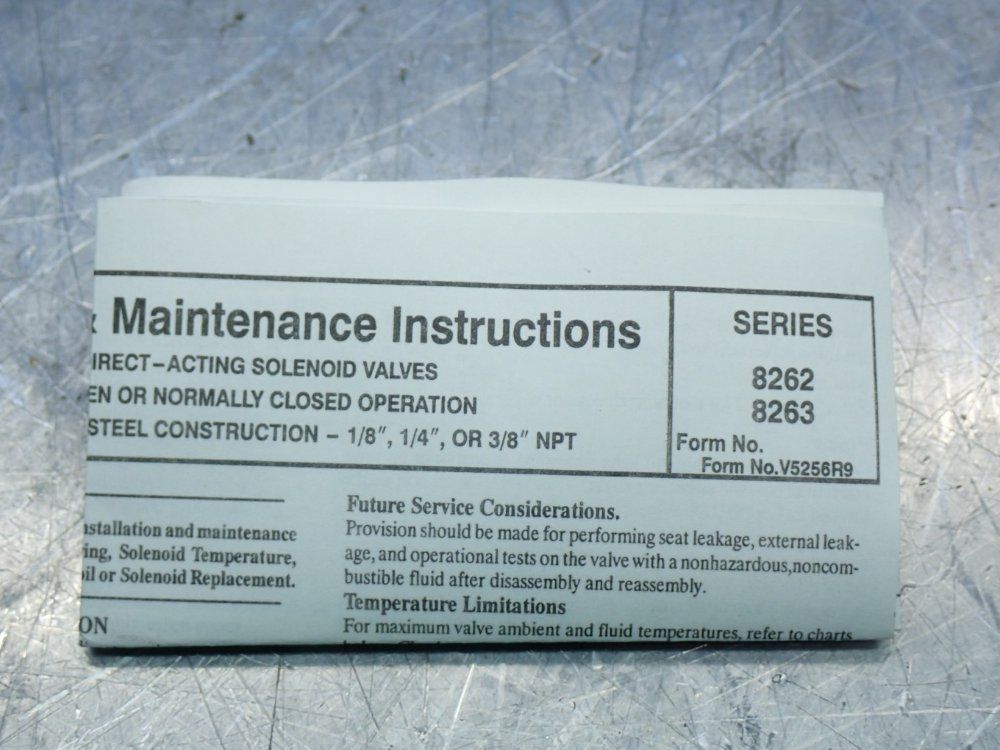 Maintenance Instructions
IRECT-ACTING SOLENOID VALVES
EN OR NORMALLY CLOSED OPERATION
STEEL CONSTRUCTION – 1/8″, 1/4″, OR 3/8″ NPT
SERIES
8262
8263
Form No.
Form No.V5256R9
stallation and maintenance
ing, Solenoid Temperature,
il or Solenoid Replacement.
ON
Future Service Considerations.
Provision should be made for performing seat leakage, external leak-
age, and operational tests on the valve with a nonhazardous,noncom-
bustible fluid after disassembly and reassembly.
Temperature Limitations
For maximum valve ambient and fluid temperatures, refer to charts